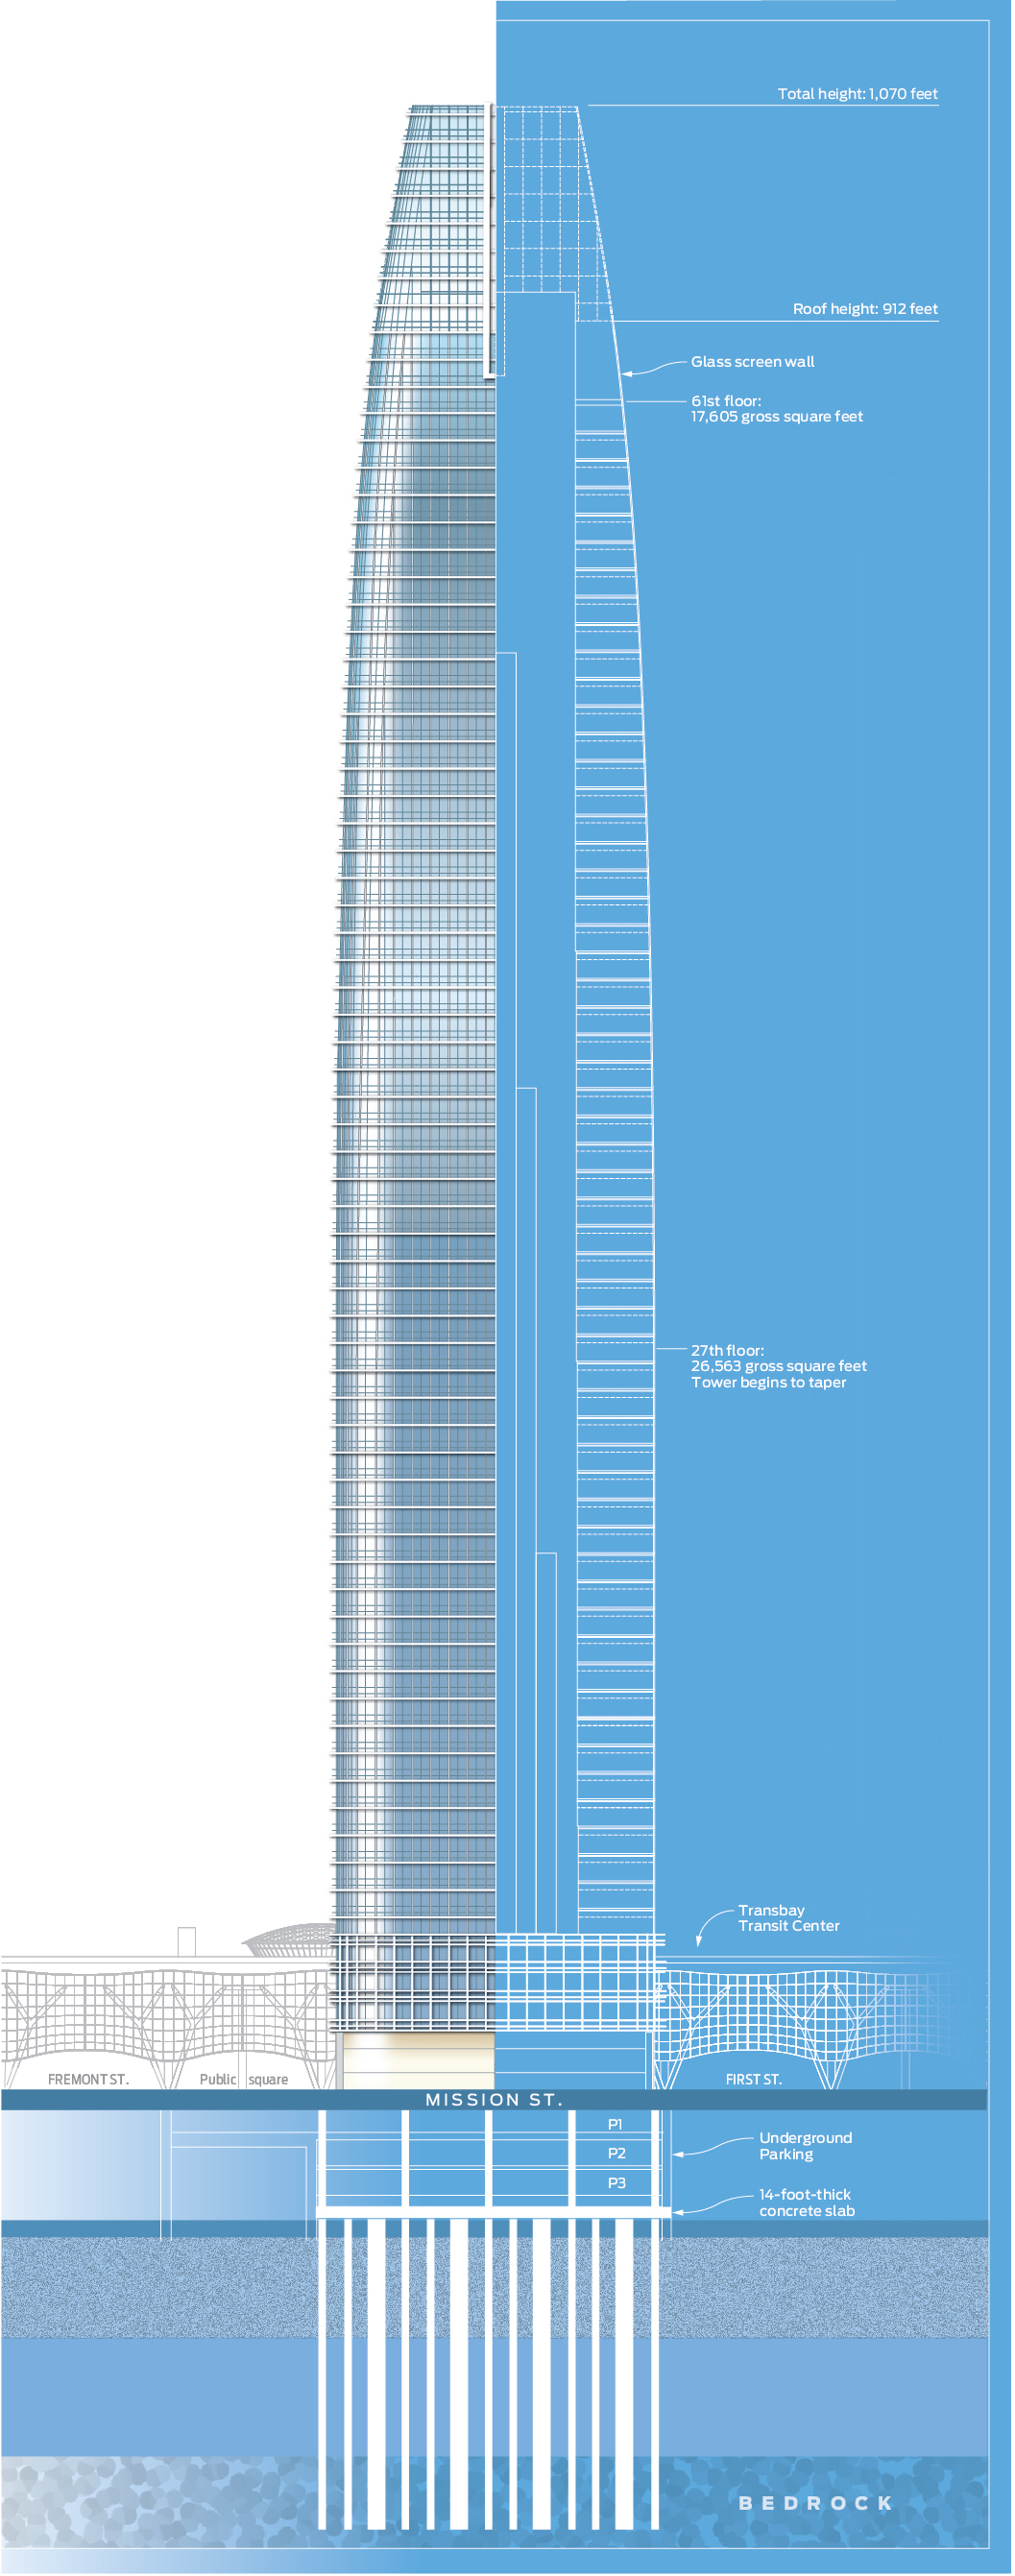 Total height: 1,070 feet
Roof height: 912 feet
Glass screen wall
61st floor:
17,605 gross square feet
27th floor:
26,563 gross square feet
Tower begins to taper
Transbay
Transit Center
FREMONT ST.
Public square
FIRST ST.
MISSION ST.
P1
P2
P3
Underground
Parking
14-foot-thick
concrete slab
BEDROCK